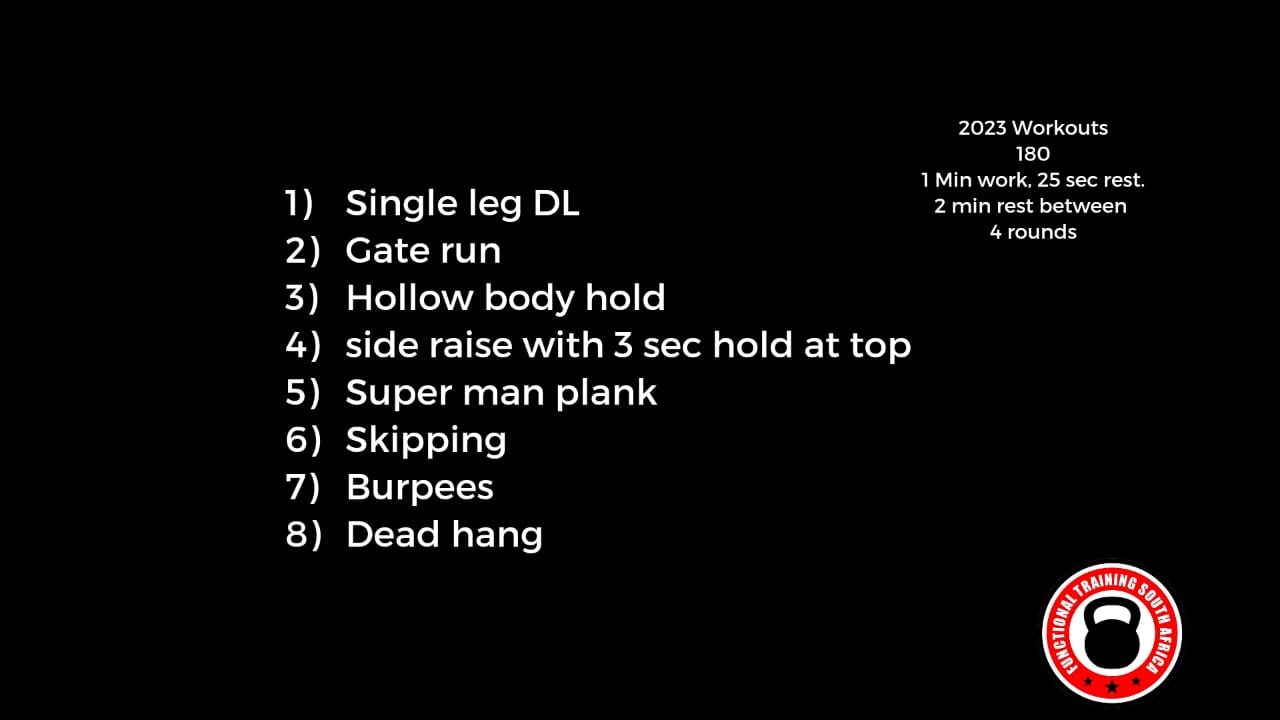 2023 Workouts
180
1 Min work, 25 sec rest.
2 min rest between
4 rounds
1) Single leg DL
2) Gate run
3) Hollow body hold
4) side raise with 3 sec hold at top
5) Super man plank
6) Skipping
7) Burpees
8) Dead hang
FUNCTIONAL TRAINING SOUTH AFRICA